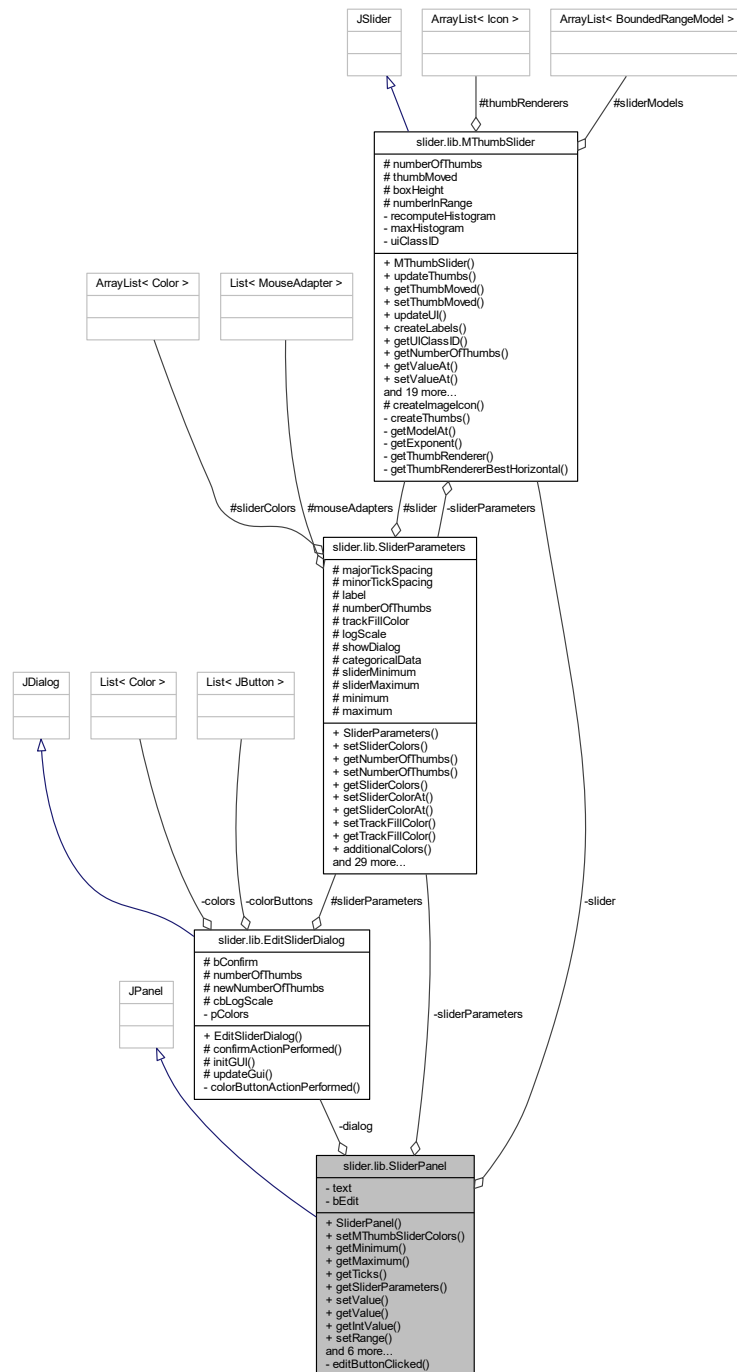 JSlider
ArrayList< Icon >
ArrayList< BoundedRangeModel >
#thumbRenderers
#sliderModels
slider.lib.MThumbSlider
# numberOfThumbs
# thumbMoved
# boxHeight
# numberInRange
- recomputeHistogram
- maxHistogram
- uiClassID
+ MThumbSlider()
+ updateThumbs()
+ getThumbMoved()
+ setThumbMoved()
+ updateUI()
+ createLabels()
+ getUIClassID()
+ getNumberOfThumbs()
+ getValueAt()
+ setValueAt()
and 19 more...
# createImageIcon()
- createThumbs()
- getModelAt()
- getExponent()
- getThumbRenderer()
- getThumbRendererBestHorizontal()
ArrayList< Color >
List< MouseAdapter >
#sliderColors
#mouseAdapters
#slider
-sliderParameters
slider.lib.SliderParameters
# majorTickSpacing
# minorTickSpacing
# label
# numberOfThumbs
# trackFillColor
# logScale
# showDialog
# categoricalData
# sliderMinimum
# sliderMaximum
# minimum
# maximum
+ SliderParameters()
+ setSliderColors()
+ getNumberOfThumbs()
+ setNumberOfThumbs()
+ getSliderColors()
+ setSliderColorAt()
+ getSliderColorAt()
+ setTrackFillColor()
+ getTrackFillColor()
+ additionalColors()
and 29 more...
JDialog
List< Color >
List< JButton >
-colors
-colorButtons
#sliderParameters
-slider
slider.lib.EditSliderDialog
# bConfirm
# numberOfThumbs
# newNumberOfThumbs
# cbLogScale
- pColors
+ EditSliderDialog()
# confirmActionPerformed()
# initGUI()
# updateGui()
- colorButtonActionPerformed()
JPanel
-sliderParameters
-dialog
slider.lib.SliderPanel
- text
- bEdit
+ SliderPanel()
+ setMThumbSliderColors()
+ getMinimum()
+ getMaximum()
+ getTicks()
+ getSliderParameters()
+ setValue()
+ getValue()
+ getIntValue()
+ setRange()
and 6 more...
- editButtonClicked()